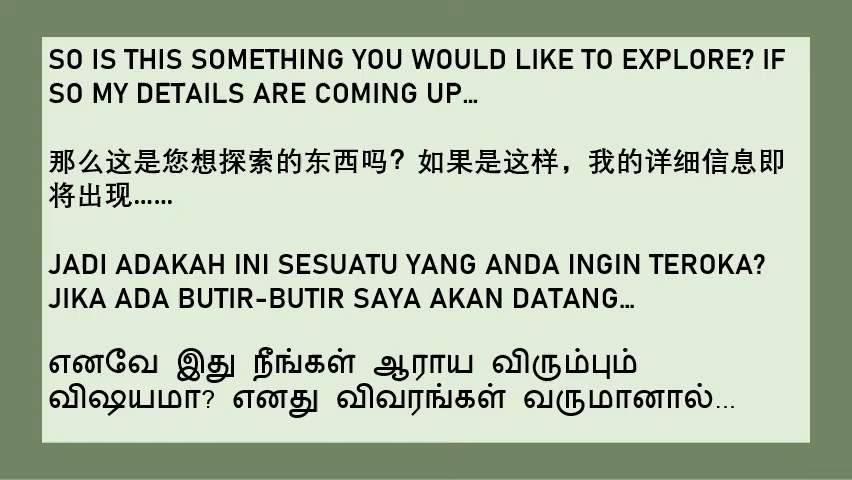 SO IS THIS SOMETHING YOU WOULD LIKE TO EXPLORE? IF
SO MY DETAILS ARE COMING UP...
那么这是您想探索的东西吗？如果是这样，我的详细信息即
将出现……
JADI ADAKAH INI SESUATU YANG ANDA INGIN TEROKA?
JIKA ADA BUTIR-BUTIR SAYA AKAN DATANG...
எனவே இது நீங்கள் ஆராய விரும்பும்
விஷயமா? எனது விவரங்கள் வருமானால்...